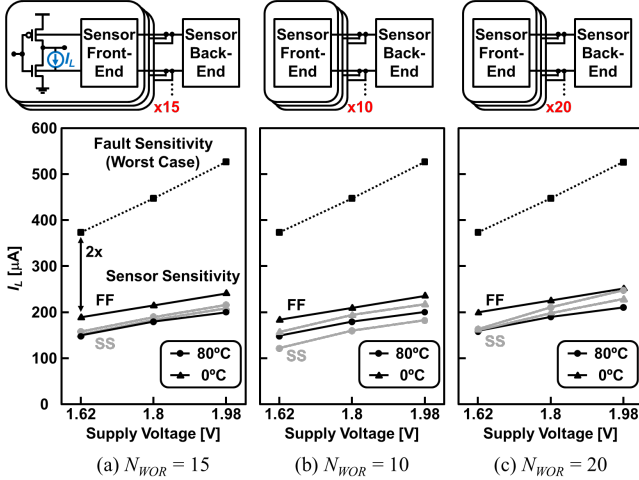 I_L
Sensor
Front-
End
Sensor
Back-
End
x15
Sensor
Front-
End
Sensor
Back-
End
x10
Sensor
Front-
End
Sensor
Back-
End
x20
I_L [µA]
600
500
400
300
200
100
0
Fault Sensitivity
(Worst Case)
2x
Sensor Sensitivity
FF
SS
80ºC
0ºC
1.62 1.8 1.98
Supply Voltage [V]
(a) N_WOR = 15
FF
SS
80ºC
0ºC
1.62 1.8 1.98
Supply Voltage [V]
(b) N_WOR = 10
FF
SS
80ºC
0ºC
1.62 1.8 1.98
Supply Voltage [V]
(c) N_WOR = 20